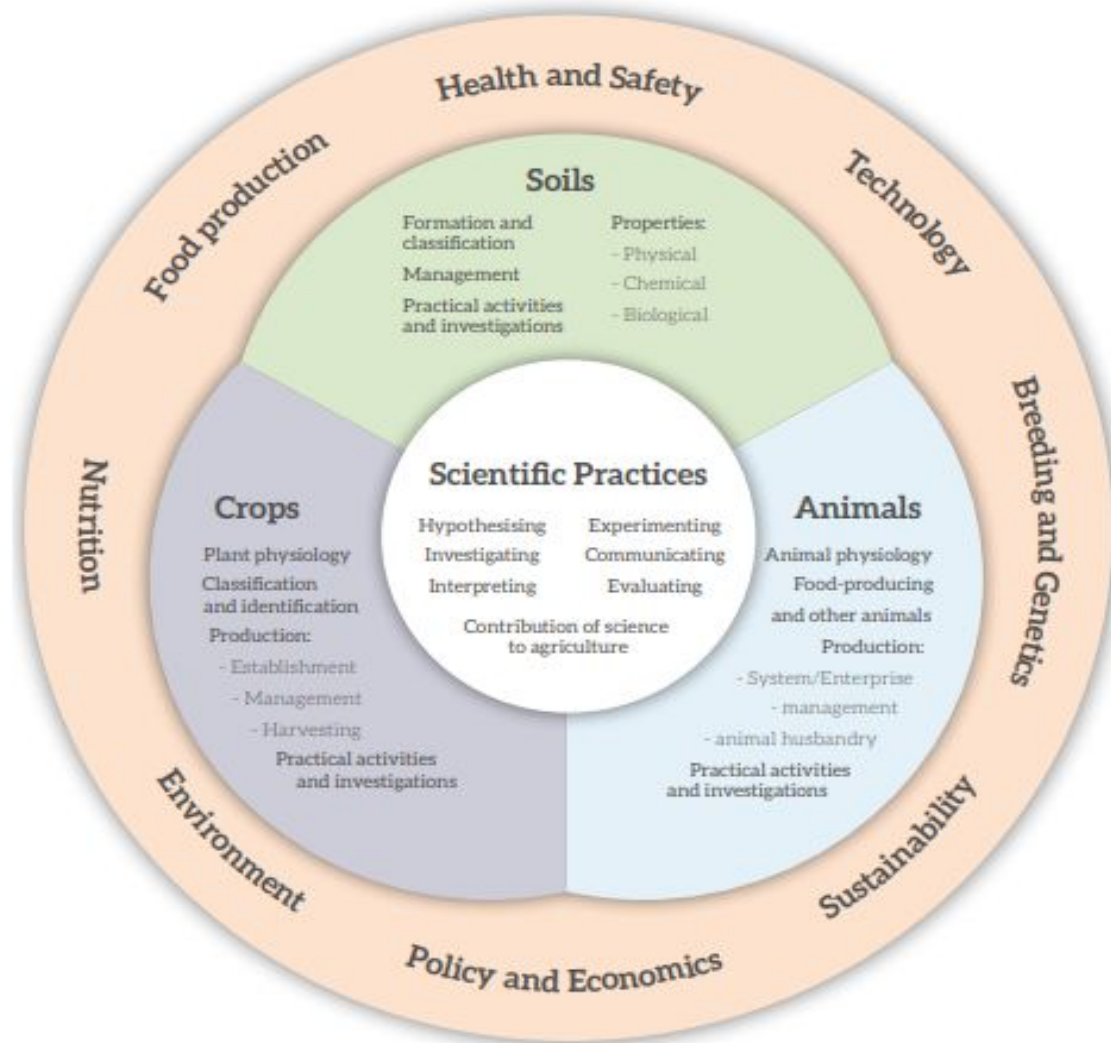 Health and Safety
Food production
Technology
Nutrition
Breeding and Genetics
Environment
Sustainability
Policy and Economics
Soils
Formation and
classification
Management
Practical activities
and investigations
Properties:
- Physical
- Chemical
- Biological
Scientific Practices
Hypothesising
Experimenting
Investigating
Communicating
Interpreting
Evaluating
Contribution of science
to agriculture
Crops
Plant physiology
Classification
and identification
Production:
- Establishment
- Management
- Harvesting
Practical activities
and investigations
Animals
Animal physiology
Food-producing
and other animals
Production:
- System/Enterprise
- management
- animal husbandry
Practical activities
and investigations